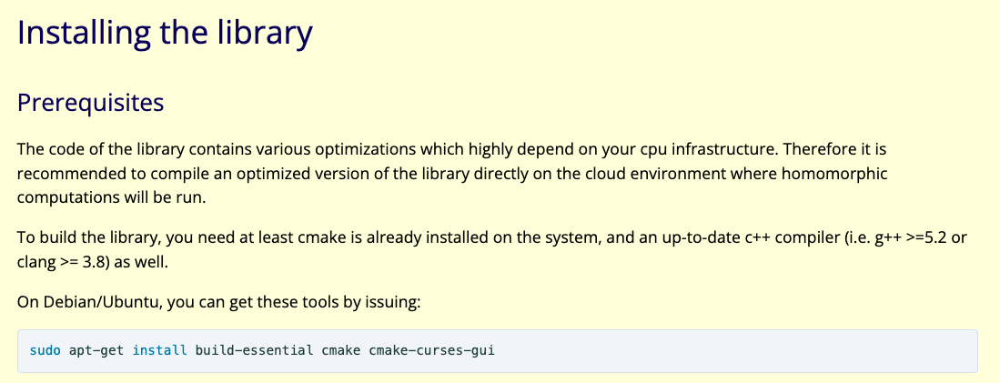 Installing the library
Prerequisites
The code of the library contains various optimizations which highly depend on your cpu infrastructure. Therefore it is
recommended to compile an optimized version of the library directly on the cloud environment where homomorphic
computations will be run.
To build the library, you need at least cmake is already installed on the system, and an up-to-date c++ compiler (i.e. g++ >=5.2 or
clang >= 3.8) as well.
On Debian/Ubuntu, you can get these tools by issuing:
sudo apt-get install build-essential cmake cmake-curses-gui